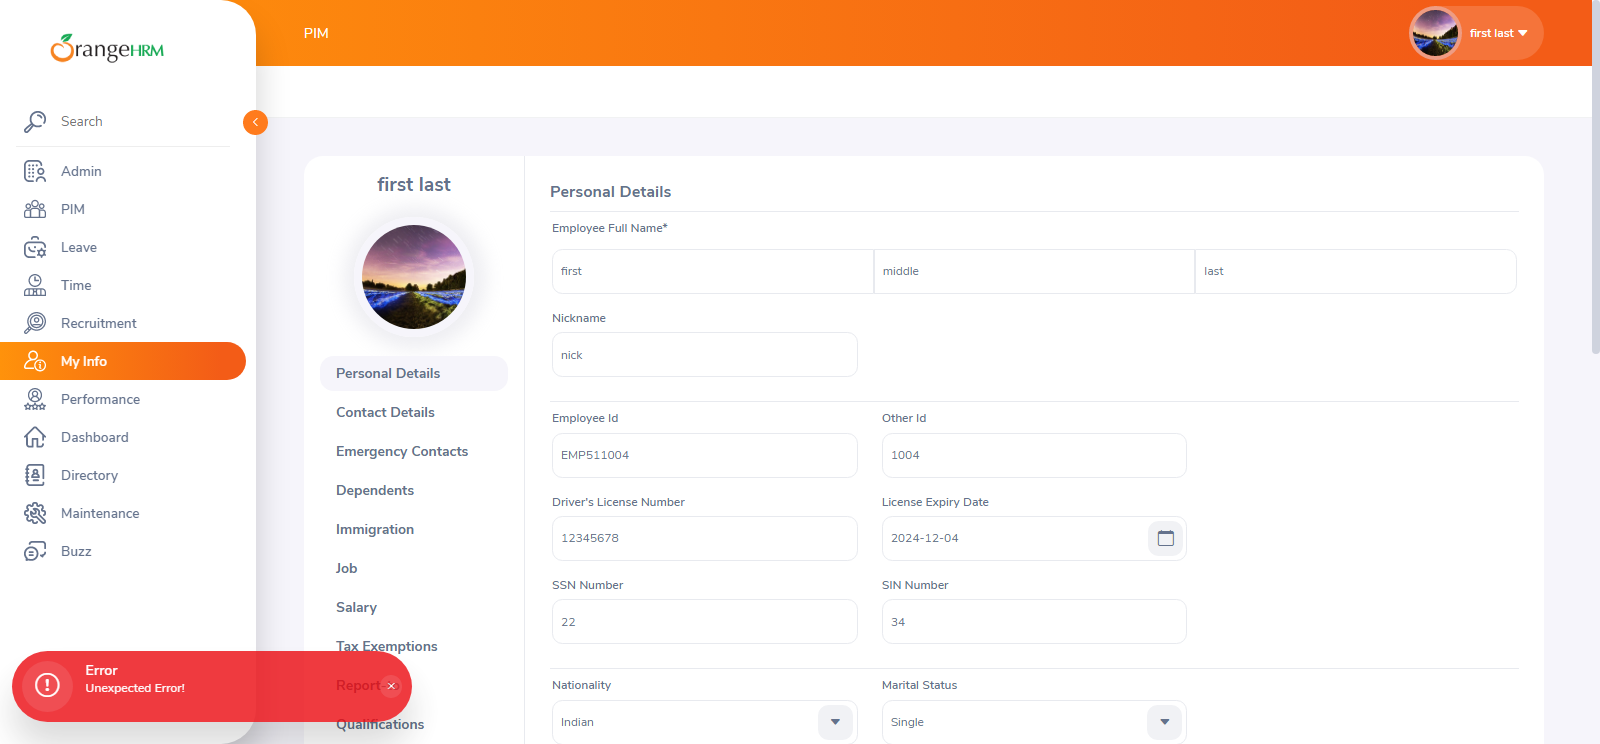 OrangeHRM
PIM
first last
Search
Admin
PIM
Leave
Time
Recruitment
My Info
Performance
Dashboard
Directory
Maintenance
Buzz
first last
Personal Details
Contact Details
Emergency Contacts
Dependents
Immigration
Job
Salary
Tax Exemptions
Report
Qualifications
Error
Unexpected Error!
Personal Details
Employee Full Name*
first middle last
Nickname
nick
Employee Id Other Id
EMP511004 1004
Driver's License Number License Expiry Date
12345678 2024-12-04
SSN Number SIN Number
22 34
Nationality Marital Status
Indian Single